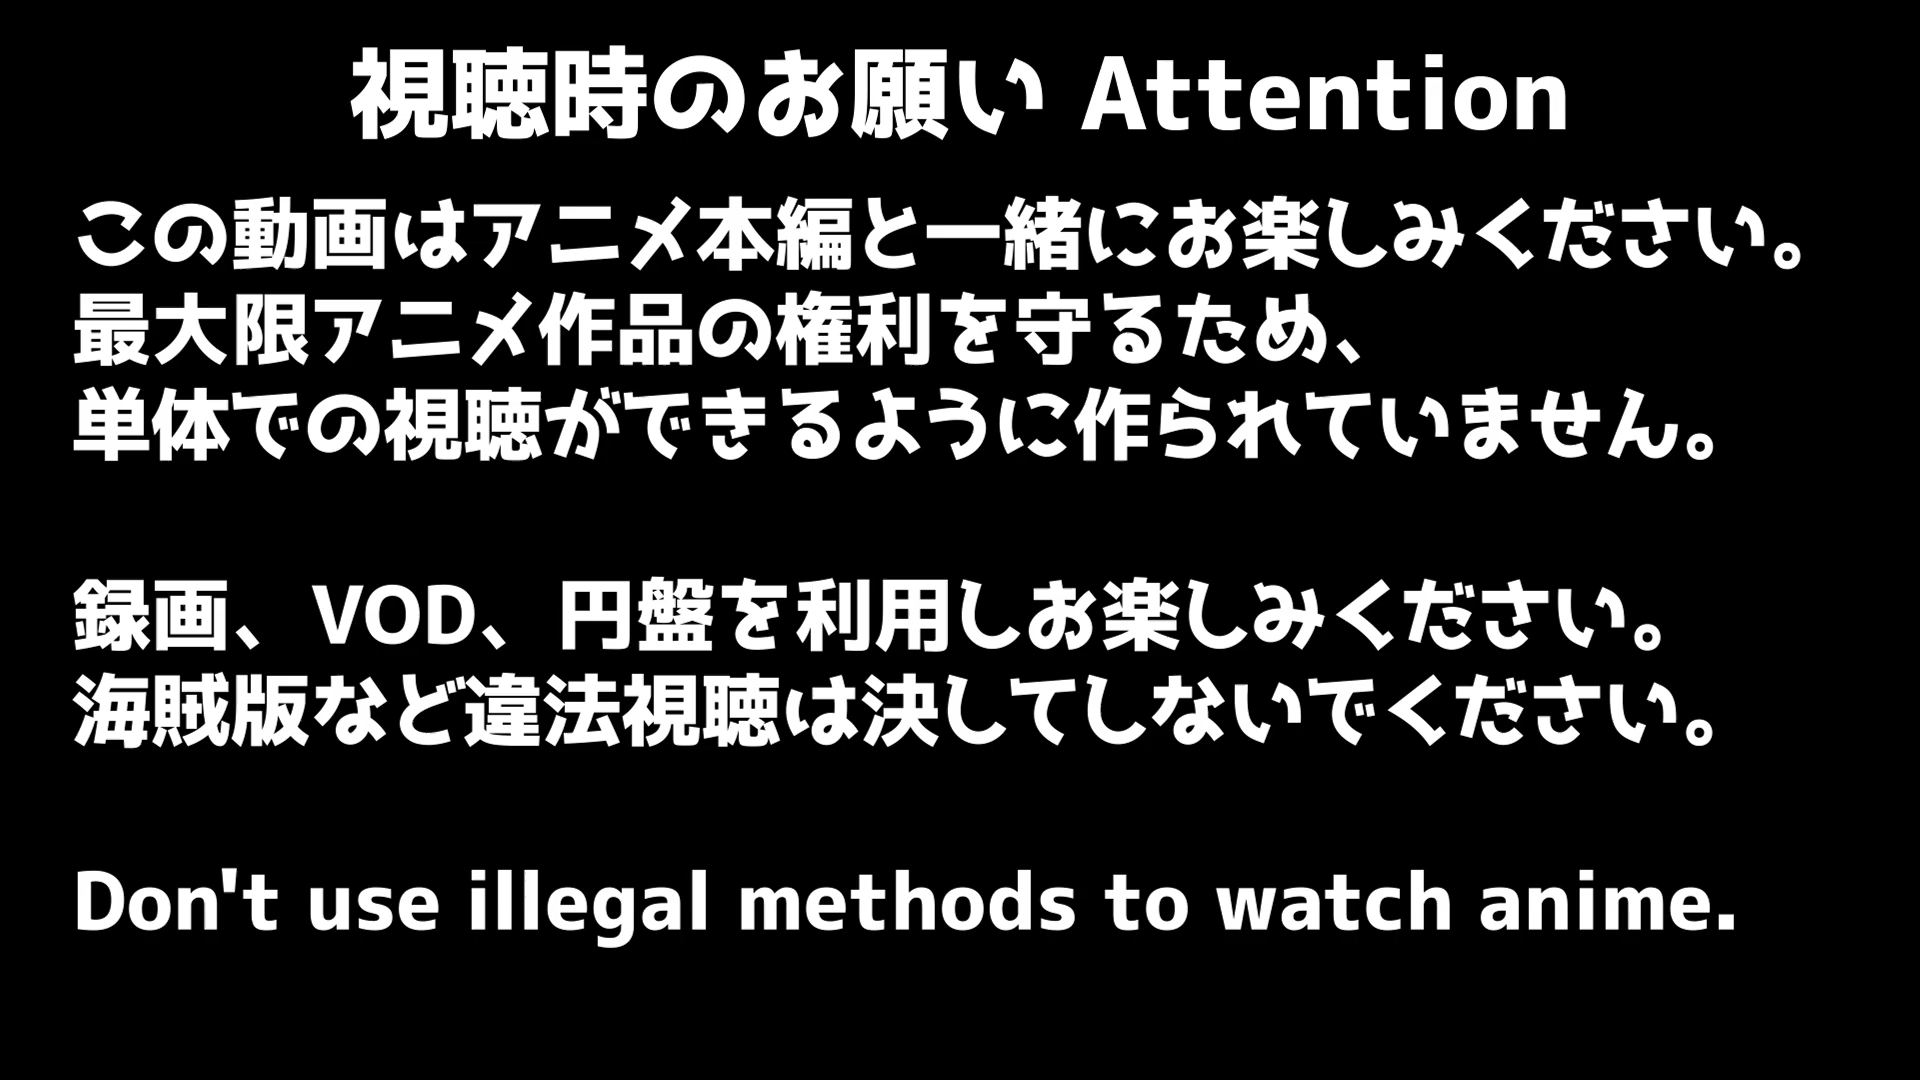 視聴時のお願い Attention
この動画はアニメ本編と一緒にお楽しみください。
最大限アニメ作品の権利を守るため、
単体での視聴ができるように作られていません。
録画、VOD、円盤を利用しお楽しみください。
海賊版など違法視聴は決してしないでください。
Don't use illegal methods to watch anime.